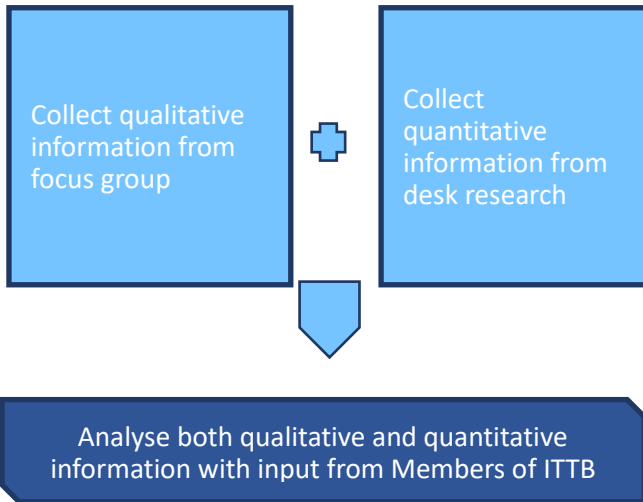 Collect qualitative
information from
focus group
Collect
quantitative
information from
desk research
Analyse both qualitative and quantitative
information with input from Members of ITTB